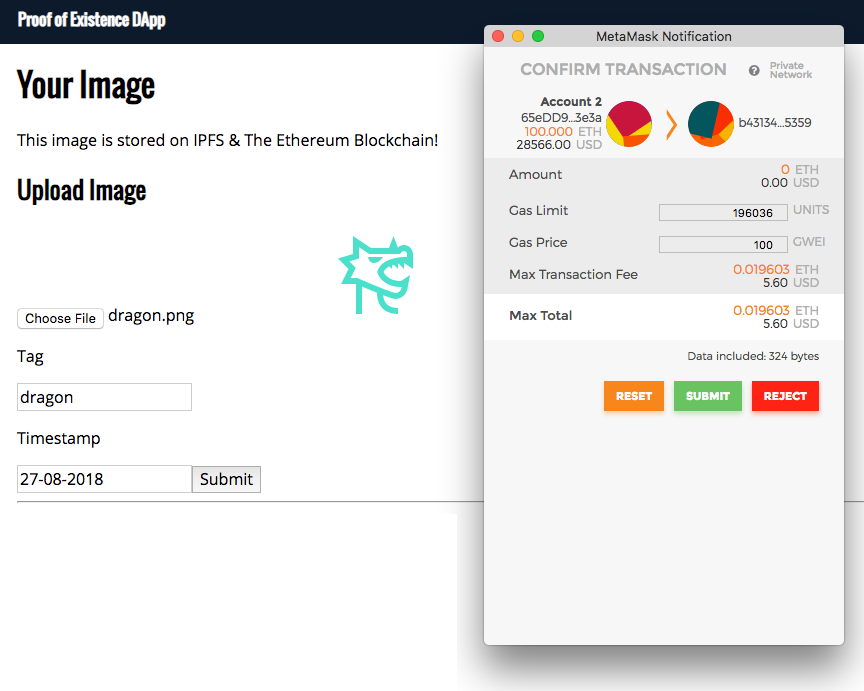 Proof of Existence DApp
Your Image
This image is stored on IPFS & The Ethereum Blockchain!
Upload Image
Choose File dragon.png
Tag
dragon
Timestamp
27-08-2018 Submit
MetaMask Notification
CONFIRM TRANSACTION ? Private Network
Account 2
65eDD9...3e3a
100.000 ETH
28566.00 USD
b43134...5359
Amount 0 ETH
0.00 USD
Gas Limit 196036 UNITS
Gas Price 100 GWEI
Max Transaction Fee 0.019603 ETH
5.60 USD
Max Total 0.019603 ETH
5.60 USD
Data included: 324 bytes
RESET SUBMIT REJECT